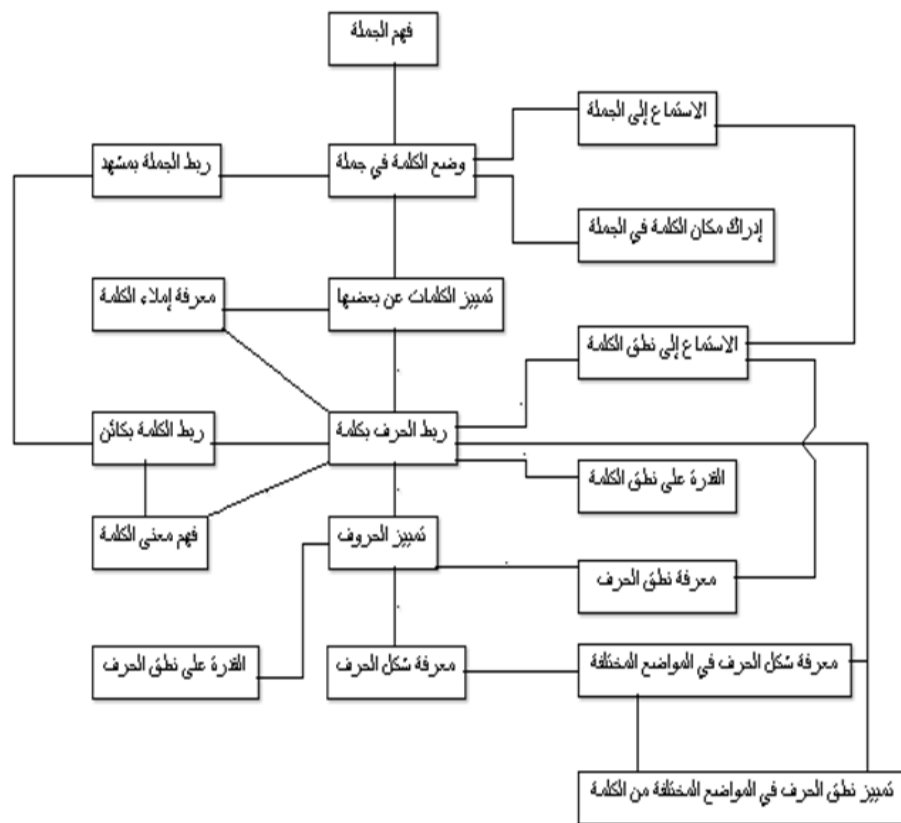 فهم الجملة
الاستماع إلى الجملة
وضع الكلمة في جملة
ربط الجملة بمشهد
إدراك مكان الكلمة في الجملة
تمييز الكلمات عن بعضها
معرفة إملاء الكلمة
الاستماع إلى نطق الكلمة
ربط الحرف بكلمة
ربط الكلمة بكائن
القدرة على نطق الكلمة
تمييز الحروف
فهم معنى الكلمة
معرفة نطق الحرف
معرفة شكل الحرف في المواضع المختلفة
معرفة شكل الحرف
القدرة على نطق الحرف
تمييز نطق الحرف في المواضع المختلفة من الكلمة